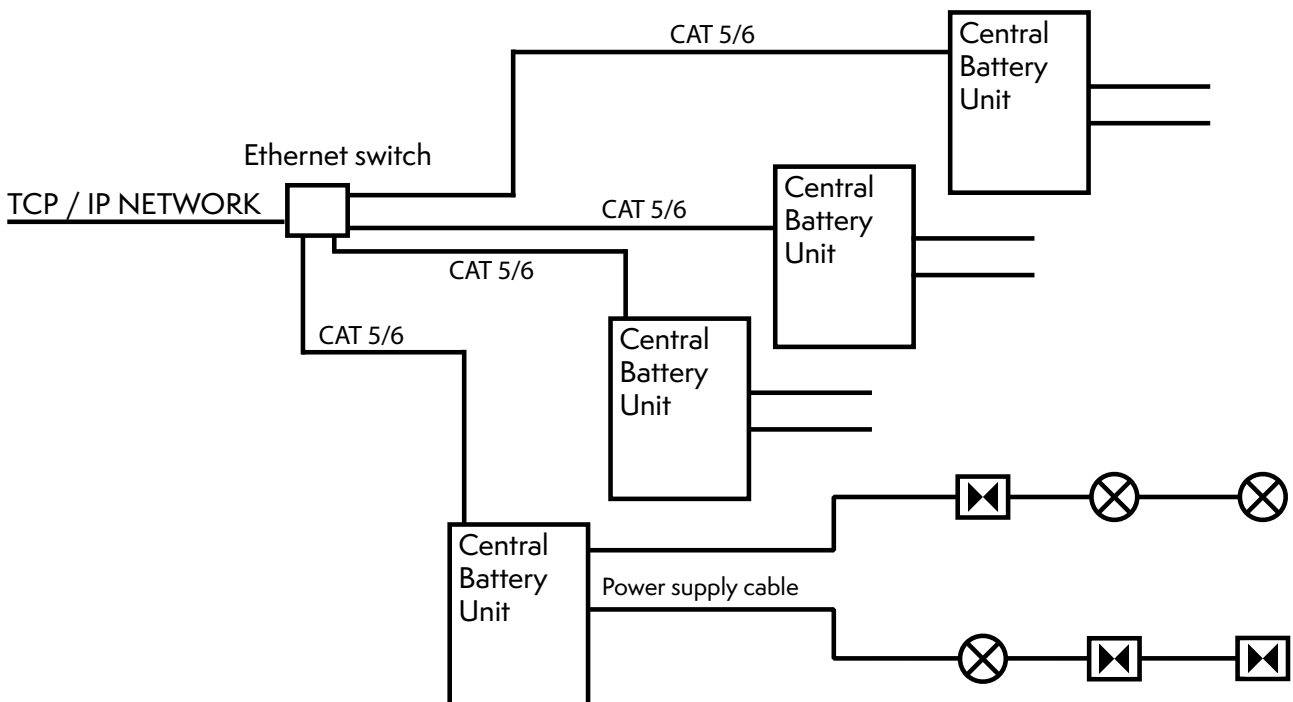 CAT 5/6
Central
Battery
Unit
Ethernet switch
TCP / IP NETWORK
CAT 5/6
Central
Battery
Unit
CAT 5/6
CAT 5/6
Central
Battery
Unit
Central
Battery
Unit
Power supply cable